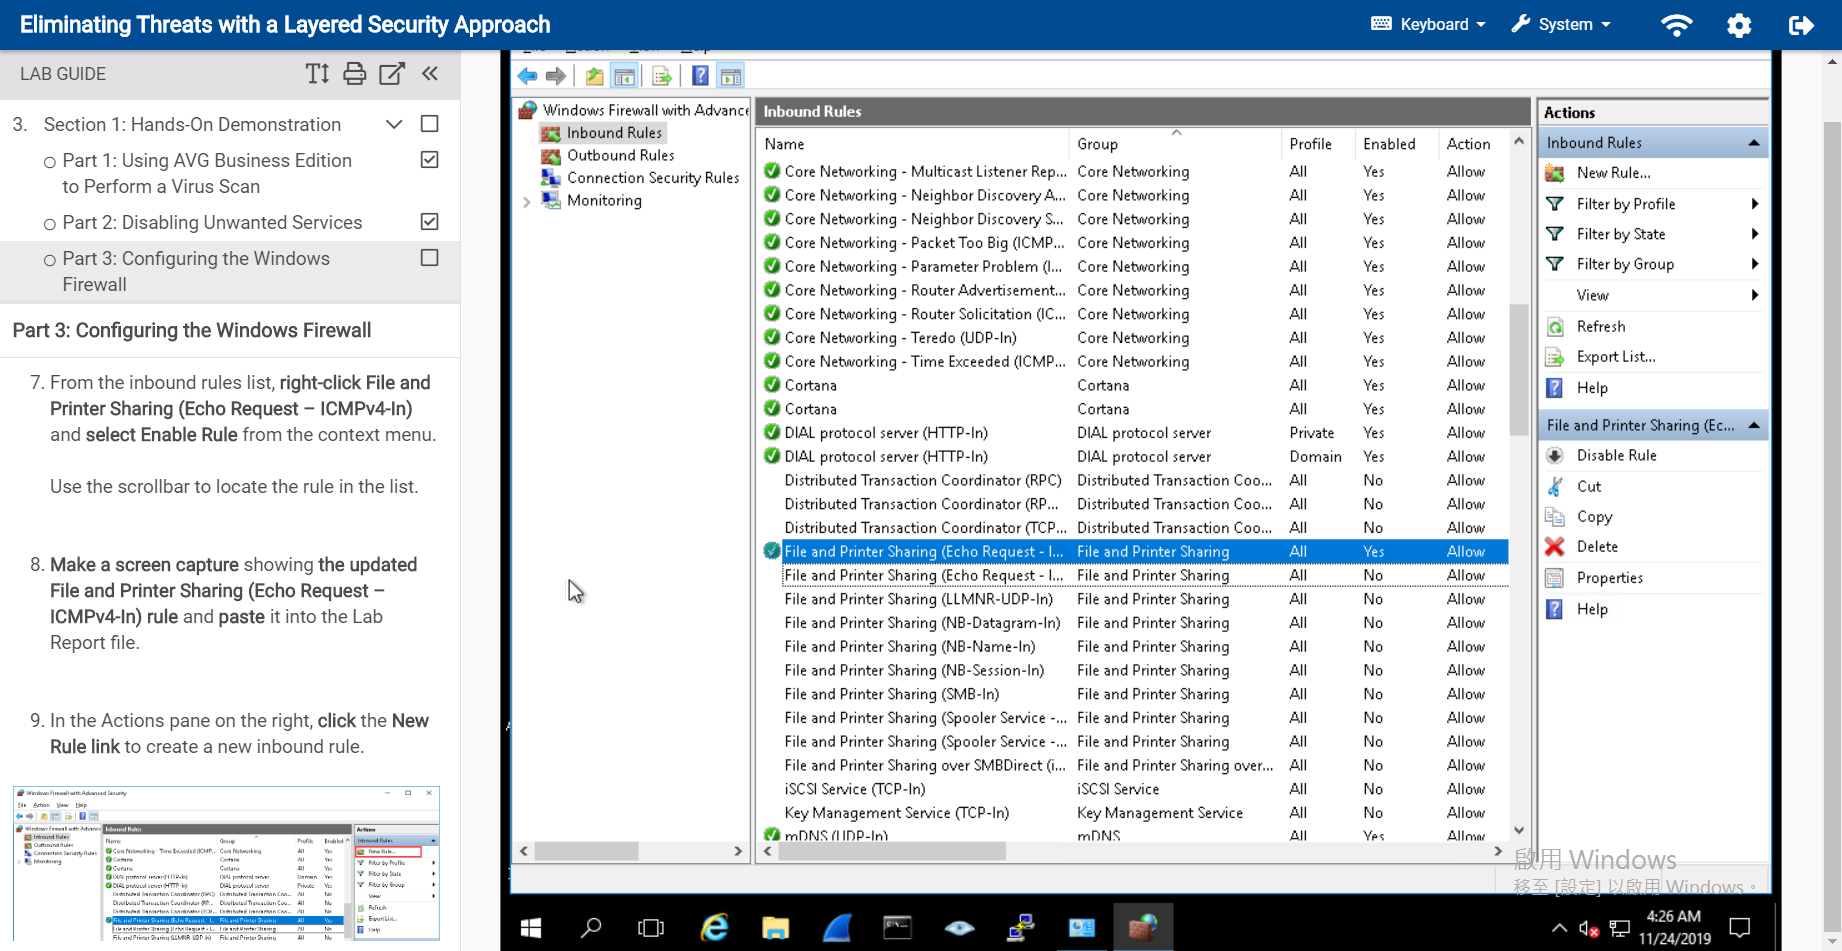 Eliminating Threats with a Layered Security Approach
Keyboard
System
LAB GUIDE
3. Section 1: Hands-On Demonstration
Part 1: Using AVG Business Edition
to Perform a Virus Scan
Part 2: Disabling Unwanted Services
Part 3: Configuring the Windows
Firewall
Part 3: Configuring the Windows Firewall
7. From the inbound rules list, right-click File and
Printer Sharing (Echo Request – ICMPv4-In)
and select Enable Rule from the context menu.
Use the scrollbar to locate the rule in the list.
8. Make a screen capture showing the updated
File and Printer Sharing (Echo Request –
ICMPv4-In) rule and paste it into the Lab
Report file.
9. In the Actions pane on the right, click the New
Rule link to create a new inbound rule.
Windows Firewall with Advanced Security
File Action View Help
Windows Firewall with Advance
Inbound Rules
Outbound Rules
Connection Security Rules
Monitoring
Inbound Rules
Name Group Profile Enabled Action
Core Networking - Multicast Listener Rep... Core Networking All Yes Allow
Core Networking - Neighbor Discovery A... Core Networking All Yes Allow
Core Networking - Neighbor Discovery S... Core Networking All Yes Allow
Core Networking - Packet Too Big (ICMP... Core Networking All Yes Allow
Core Networking - Parameter Problem (I... Core Networking All Yes Allow
Core Networking - Router Advertisement... Core Networking All Yes Allow
Core Networking - Router Solicitation (IC... Core Networking All Yes Allow
Core Networking - Teredo (UDP-In) Core Networking All Yes Allow
Core Networking - Time Exceeded (ICMP... Core Networking All Yes Allow
Cortana Cortana All Yes Allow
Cortana Cortana All Yes Allow
DIAL protocol server (HTTP-In) DIAL protocol server Private Yes Allow
DIAL protocol server (HTTP-In) DIAL protocol server Domain Yes Allow
Distributed Transaction Coordinator (RPC) Distributed Transaction Coo... All No Allow
Distributed Transaction Coordinator (RP... Distributed Transaction Coo... All No Allow
Distributed Transaction Coordinator (TCP... Distributed Transaction Coo... All No Allow
File and Printer Sharing (Echo Request - I... File and Printer Sharing All Yes Allow
File and Printer Sharing (Echo Request - I... File and Printer Sharing All No Allow
File and Printer Sharing (LLMNR-UDP-In) File and Printer Sharing All No Allow
File and Printer Sharing (NB-Datagram-In) File and Printer Sharing All No Allow
File and Printer Sharing (NB-Name-In) File and Printer Sharing All No Allow
File and Printer Sharing (NB-Session-In) File and Printer Sharing All No Allow
File and Printer Sharing (SMB-In) File and Printer Sharing All No Allow
File and Printer Sharing (Spooler Service -... File and Printer Sharing All No Allow
File and Printer Sharing (Spooler Service -... File and Printer Sharing All No Allow
File and Printer Sharing over SMBDirect (i... File and Printer Sharing over... All No Allow
iSCSI Service (TCP-In) iSCSI Service All No Allow
Key Management Service (TCP-In) Key Management Service All No Allow
mDNS (UDP-In) mDNS All Yes Allow
Actions
Inbound Rules
New Rule...
Filter by Profile
Filter by State
Filter by Group
View
Refresh
Export List...
Help
File and Printer Sharing (Ec...
Disable Rule
Cut
Copy
Delete
Properties
Help
啟用 Windows
移至 [設定] 以啟用 Windows。
4:26 AM
11/24/2019